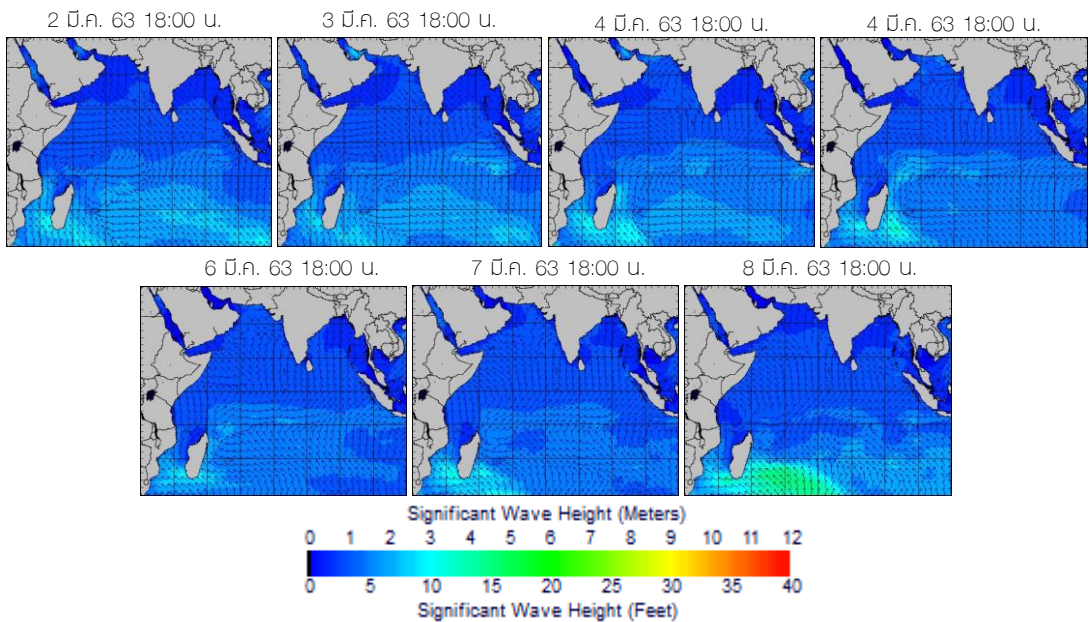 2 มี.ค. 63 18:00 น.
3 มี.ค. 63 18:00 น.
4 มี.ค. 63 18:00 น.
4 มี.ค. 63 18:00 น.
6 มี.ค. 63 18:00 น.
7 มี.ค. 63 18:00 น.
8 มี.ค. 63 18:00 น.
Significant Wave Height (Meters)
0 1 2 3 4 5 6 7 8 9 10 11 12
0 5 10 15 20 25 30 35 40
Significant Wave Height (Feet)